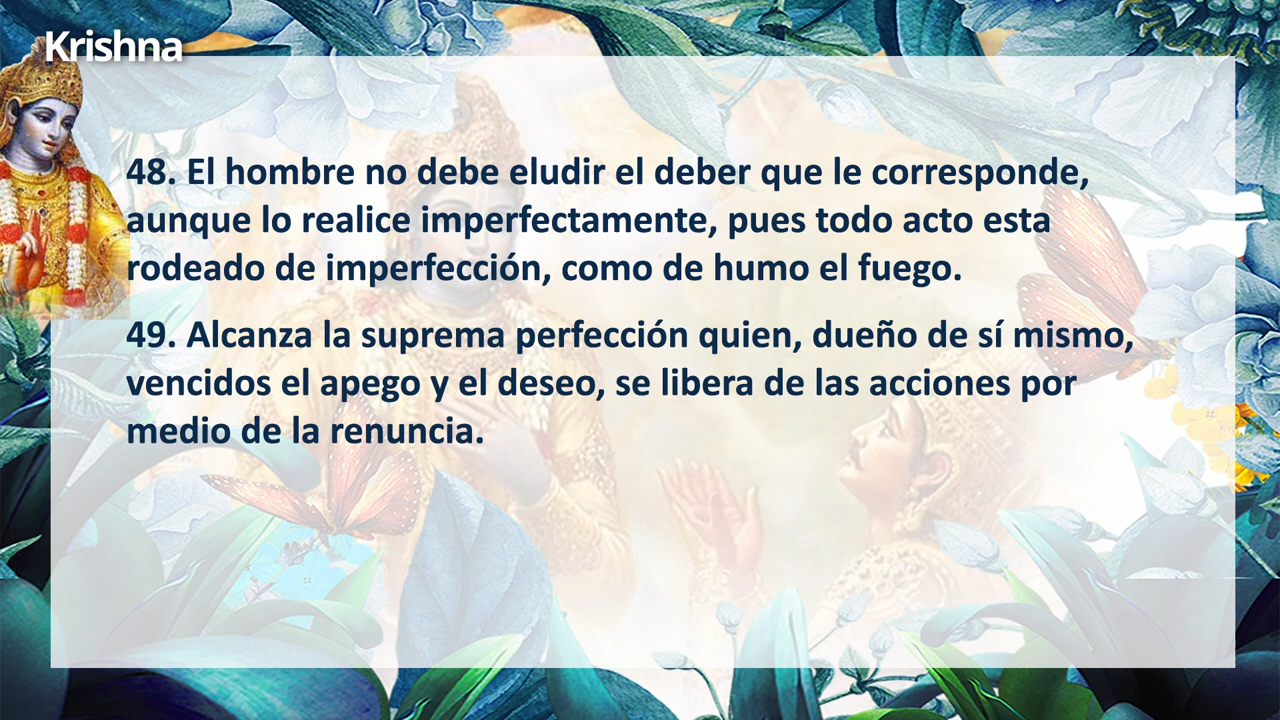 Krishna
48. El hombre no debe eludir el deber que le corresponde,
aunque lo realice imperfectamente, pues todo acto esta
rodeado de imperfección, como de humo el fuego.
49. Alcanza la suprema perfección quien, dueño de sí mismo,
vencidos el apego y el deseo, se libera de las acciones por
medio de la renuncia.